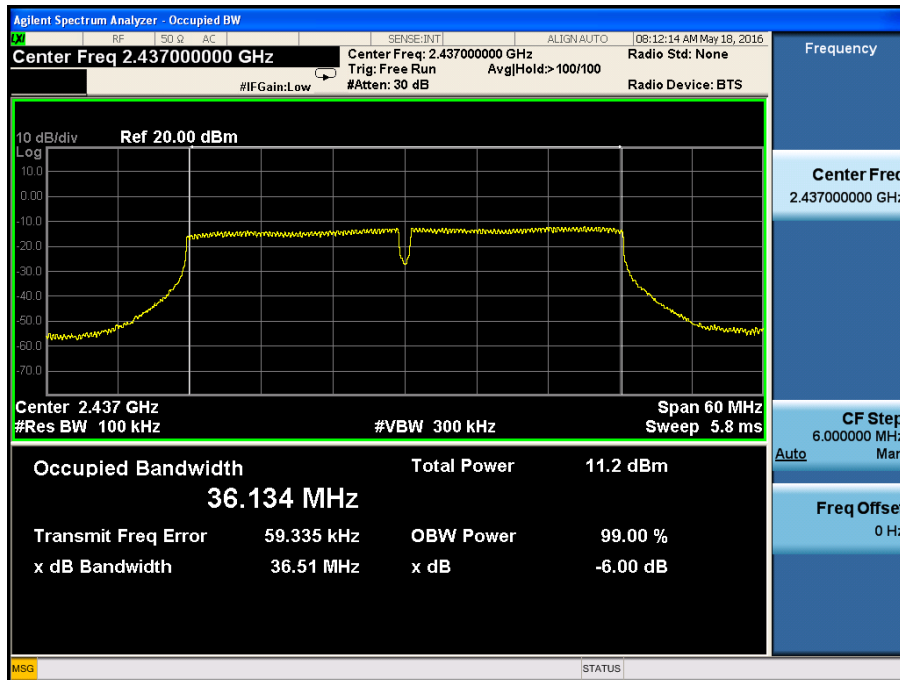 Agilent Spectrum Analyzer - Occupied BW
LXI RF 50 Ω AC SENSE:INT ALIGN AUTO 08:12:14 AM May 18, 2016
Center Freq 2.437000000 GHz
Center Freq: 2.437000000 GHz Radio Std: None
Trig: Free Run Avg|Hold:> 100/100
#IFGain:Low #Atten: 30 dB Radio Device: BTS
Frequency
10 dB/div Ref 20.00 dBm
Log
10.0
0.00
-10.0
-20.0
-30.0
-40.0
-50.0
-60.0
-70.0
Center 2.437 GHz Span 60 MHz
#Res BW 100 kHz #VBW 300 kHz Sweep 5.8 ms
Center Freq
2.437000000 GHz
CF Step
6.000000 MHz
Auto Man
Freq Offset
0 Hz
Occupied Bandwidth Total Power 11.2 dBm
36.134 MHz
Transmit Freq Error 59.335 kHz OBW Power 99.00 %
x dB Bandwidth 36.51 MHz x dB -6.00 dB
MSG STATUS